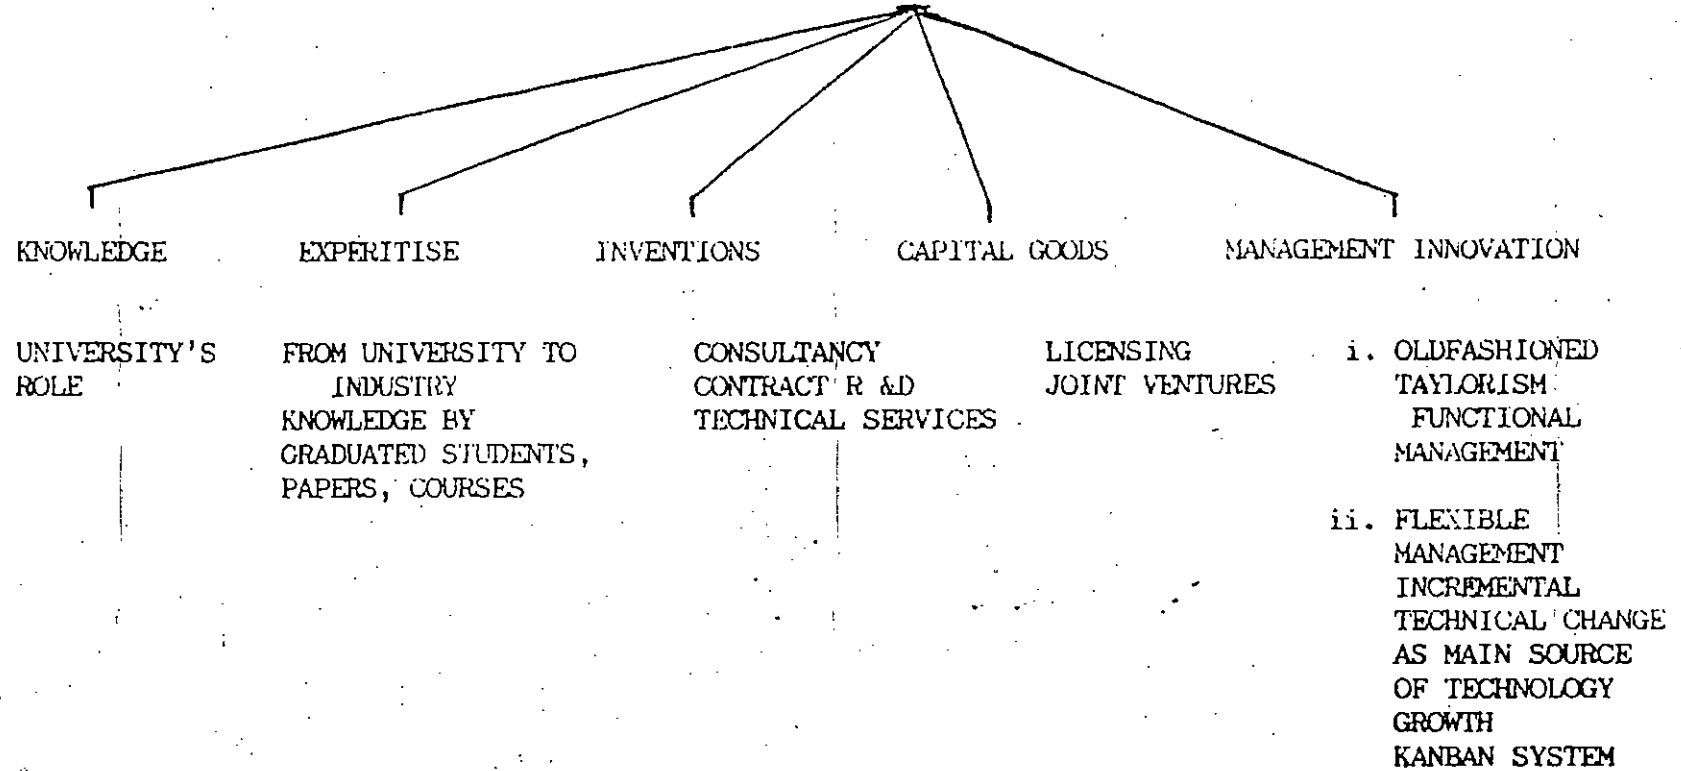 KNOWLEDGE
EXPERITISE
INVENTIONS
CAPITAL GOODS
MANAGEMENT INNOVATION
UNIVERSITY'S
ROLE
FROM UNIVERSITY TO
INDUSTRY
KNOWLEDGE BY
GRADUATED STUDENTS,
PAPERS, COURSES
CONSULTANCY
CONTRACT R &D
TECHNICAL SERVICES
LICENSING
JOINT VENTURES
i. OLDFASHIONED
TAYLORISM
FUNCTIONAL
MANAGEMENT
ii. FLEXIBLE
MANAGEMENT
INCREMENTAL
TECHNICAL CHANGE
AS MAIN SOURCE
OF TECHNOLOGY
GROWTH
KANBAN SYSTEM